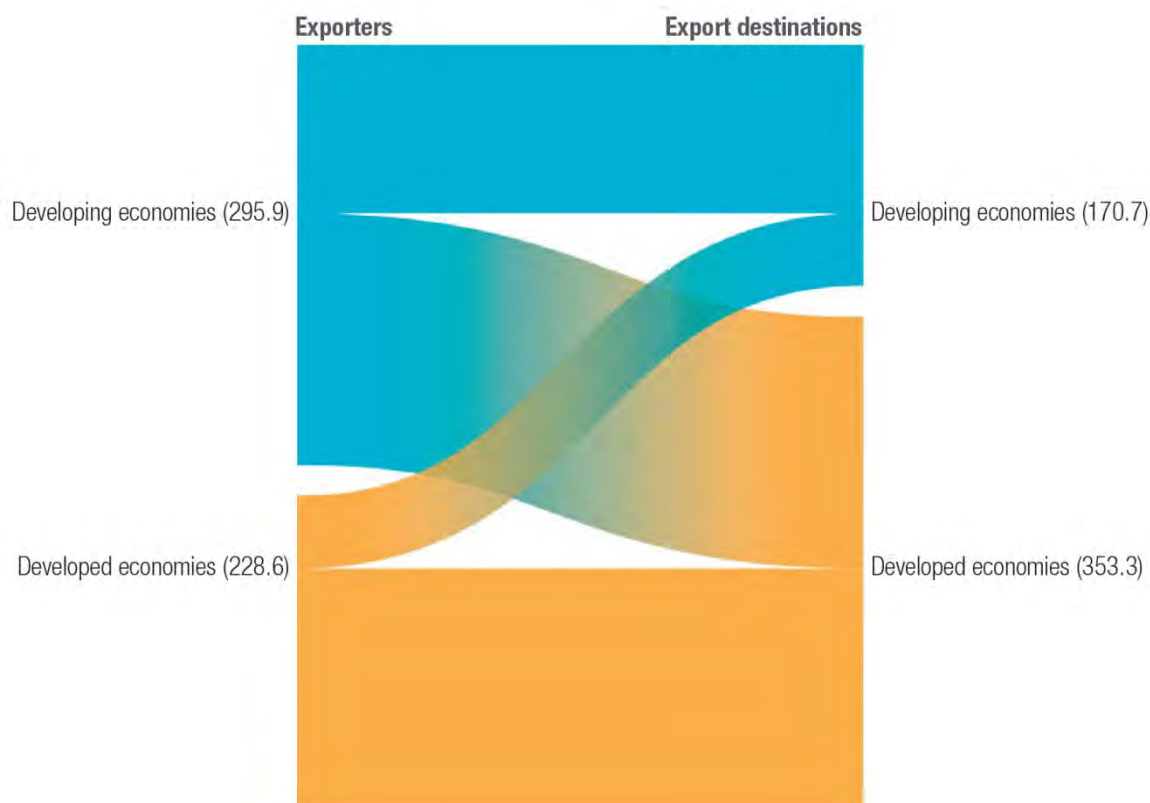 Exporters
Export destinations
Developing economies (295.9)
Developing economies (170.7)
Developed economies (228.6)
Developed economies (353.3)